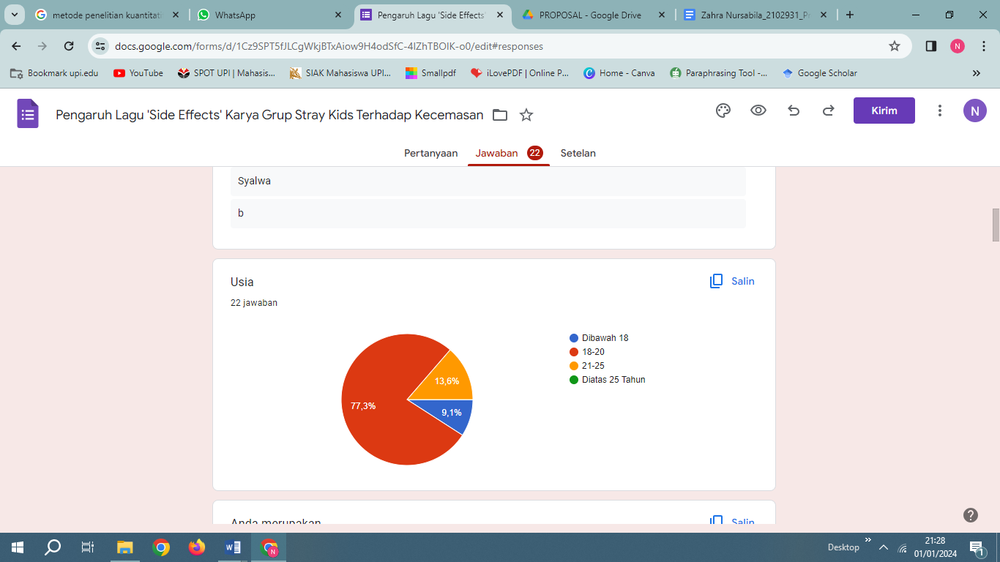 metode penelitian kuantitati
WhatsApp
Pengaruh Lagu 'Side Effects'
PROPOSAL - Google Drive
Zahra Nursabila_2102931_Pr
docs.google.com/forms/d/1Cz9SPT5fJLCgWkjBTxAiow9H4odSfC-4lZhTBOlK-o0/edit#responses
N
Bookmark upi.edu
YouTube
SPOT UPI | Mahasis...
SIAK Mahasiswa UPI...
Smallpdf
iLovePDF | Online P...
Home - Canva
Paraphrasing Tool -...
Google Scholar
Pengaruh Lagu 'Side Effects' Karya Grup Stray Kids Terhadap Kecemasan
Kirim
N
Pertanyaan
Jawaban 22
Setelan
Syalwa
b
Usia
Salin
22 jawaban
Dibawah 18
18-20
21-25
Diatas 25 Tahun
13,6%
77,3%
9,1%
Anda merupakan
Salin
Desktop
21:28
01/01/2024
1